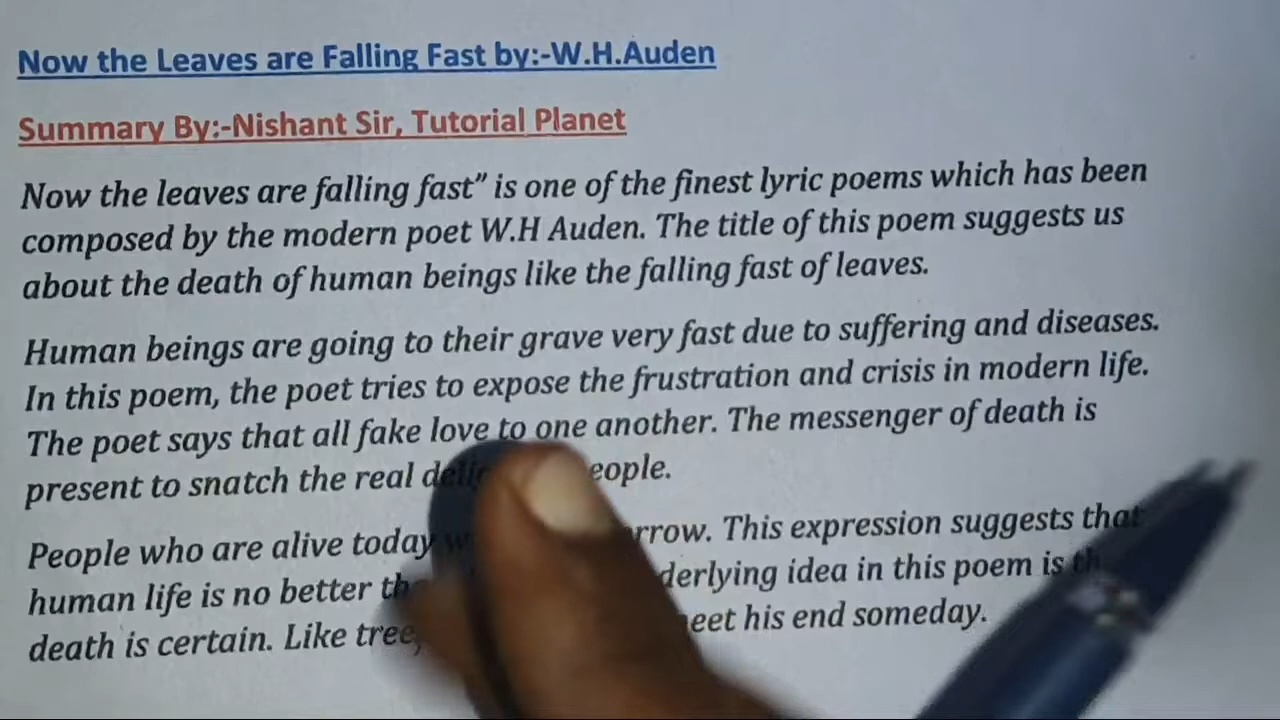 Now the Leaves are Falling Fast by:-W.H.Auden
Summary By:-Nishant Sir, Tutorial Planet
Now the leaves are falling fast” is one of the finest lyric poems which has been
composed by the modern poet W.H Auden. The title of this poem suggests us
about the death of human beings like the falling fast of leaves.
Human beings are going to their grave very fast due to suffering and diseases.
In this poem, the poet tries to expose the frustration and crisis in modern life.
The poet says that all fake love to one another. The messenger of death is
present to snatch the real
People who are alive today This expression suggests that
human life is no better idea in this poem is
death is certain. Like his end someday.